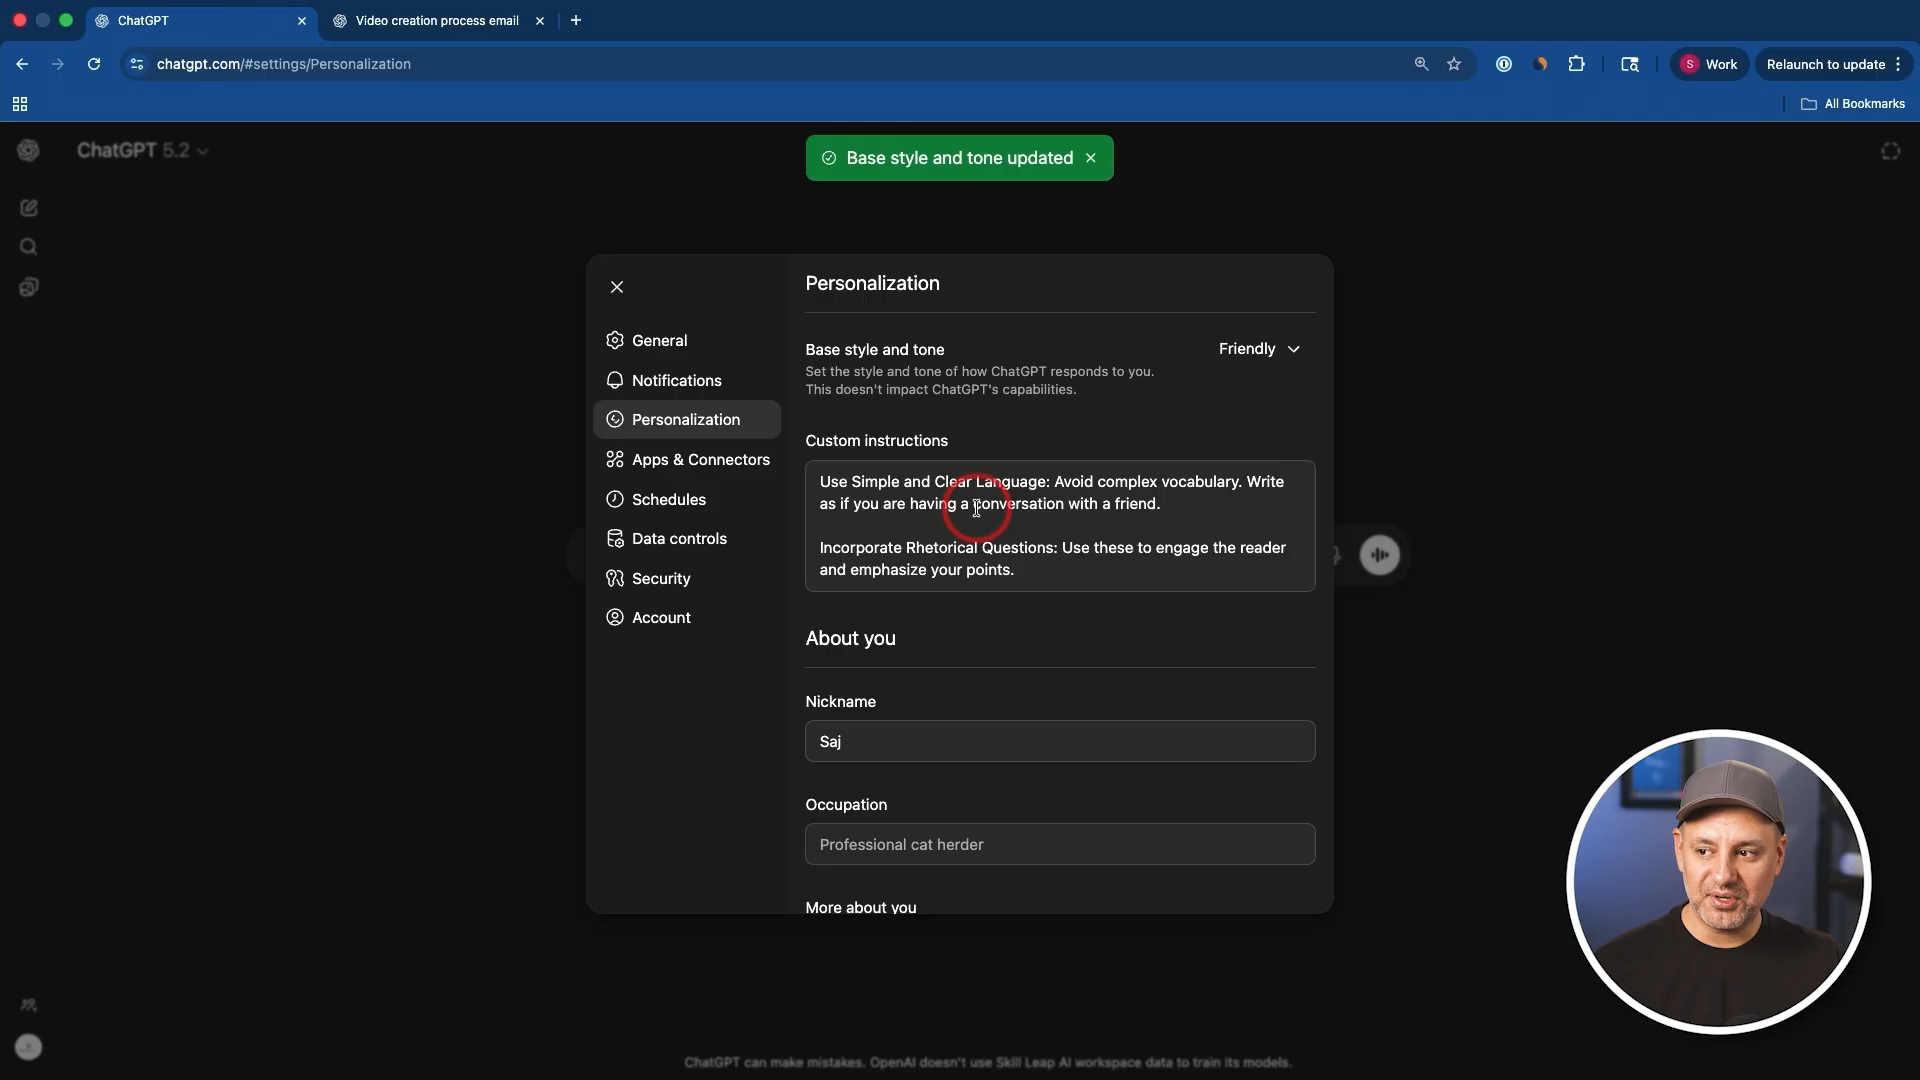 ChatGPT
Video creation process email
chatgpt.com/#settings/Personalization
S Work
Relaunch to update
All Bookmarks
ChatGPT 5.2
Base style and tone updated
Personalization
General
Notifications
Personalization
Apps & Connectors
Schedules
Data controls
Security
Account
Base style and tone
Friendly
Set the style and tone of how ChatGPT responds to you.
This doesn't impact ChatGPT's capabilities.
Custom instructions
Use Simple and Clear Language: Avoid complex vocabulary. Write
as if you are having a conversation with a friend.
Incorporate Rhetorical Questions: Use these to engage the reader
and emphasize your points.
About you
Nickname
Saj
Occupation
Professional cat herder
More about you
ChatGPT can make mistakes. OpenAI doesn't use Skill Leap AI workspace data to train its models.